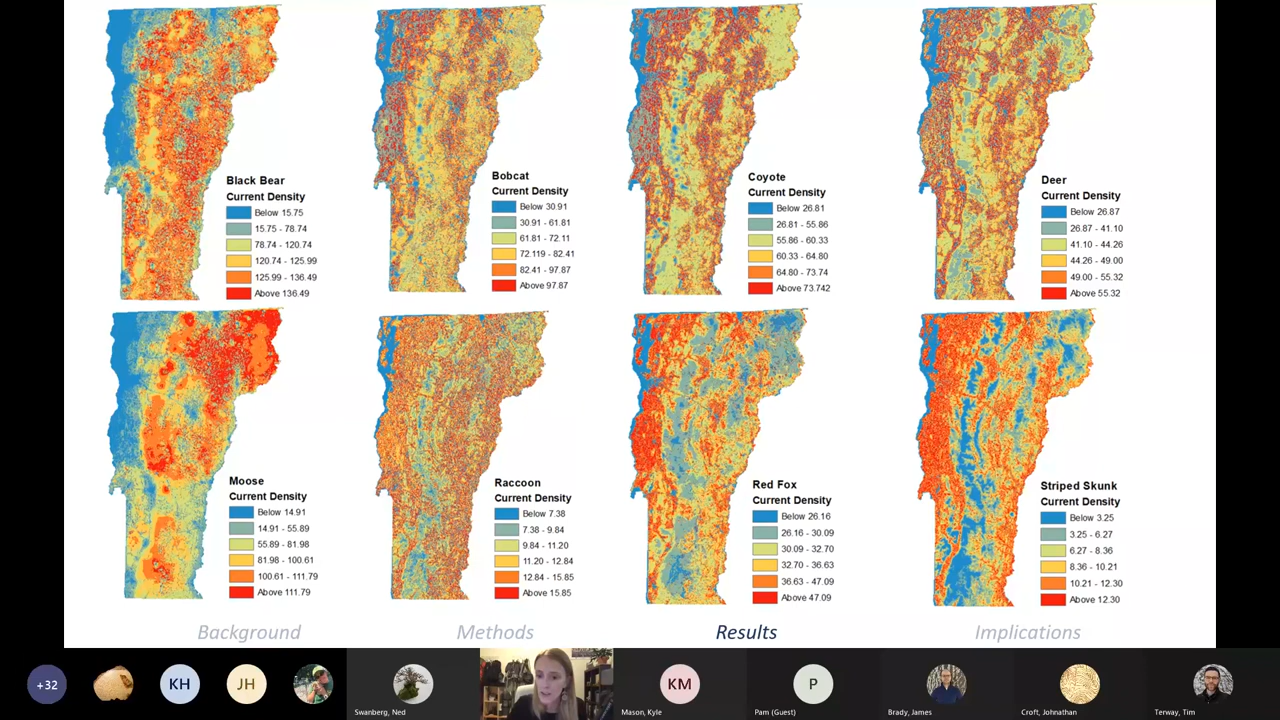 Black Bear
Current Density
Below 15.75
15.75 - 78.74
78.74 - 120.74
120.74 - 125.99
125.99 - 136.49
Above 136.49
Bobcat
Current Density
Below 30.91
30.91 - 61.81
61.81 - 72.11
72.119 - 82.41
82.41 - 97.87
Above 97.87
Coyote
Current Density
Below 26.81
26.81 - 55.86
55.86 - 60.33
60.33 - 64.80
64.80 - 73.74
Above 73.742
Deer
Current Density
Below 26.87
26.87 - 41.10
41.10 - 44.26
44.26 - 49.00
49.00 - 55.32
Above 55.32
Moose
Current Density
Below 14.91
14.91 - 55.89
55.89 - 81.98
81.98 - 100.61
100.61 - 111.79
Above 111.79
Raccoon
Current Density
Below 7.38
7.38 - 9.84
9.84 - 11.20
11.20 - 12.84
12.84 - 15.85
Above 15.85
Red Fox
Current Density
Below 26.16
26.16 - 30.09
30.09 - 32.70
32.70 - 36.63
36.63 - 47.09
Above 47.09
Striped Skunk
Current Density
Below 3.25
3.25 - 6.27
6.27 - 8.36
8.36 - 10.21
10.21 - 12.30
Above 12.30
Background
Methods
Results
Implications
+32
KH
JH
Swanberg, Ned
KM
Mason, Kyle
P
Pam (Guest)
Brady, James
Croft, Johnathan
Terway, Tim